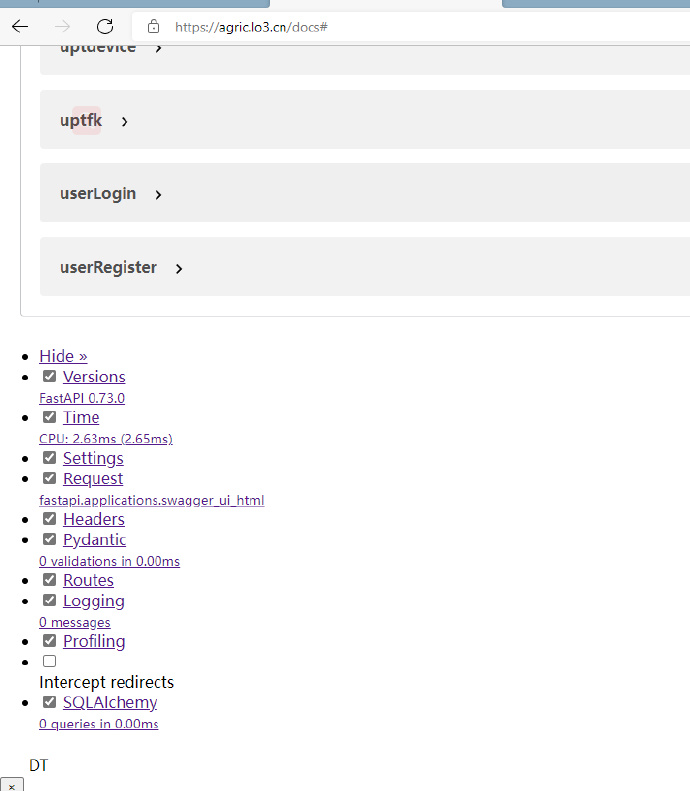 https://agric.lo3.cn/docs#
uptdevice
uptfk
userLogin
userRegister
Hide »
Versions
FastAPI 0.73.0
Time
CPU: 2.63ms (2.65ms)
Settings
Request
fastapi.applications.swagger_ui_html
Headers
Pydantic
0 validations in 0.00ms
Routes
Logging
0 messages
Profiling
Intercept redirects
SQLAlchemy
0 queries in 0.00ms
DT